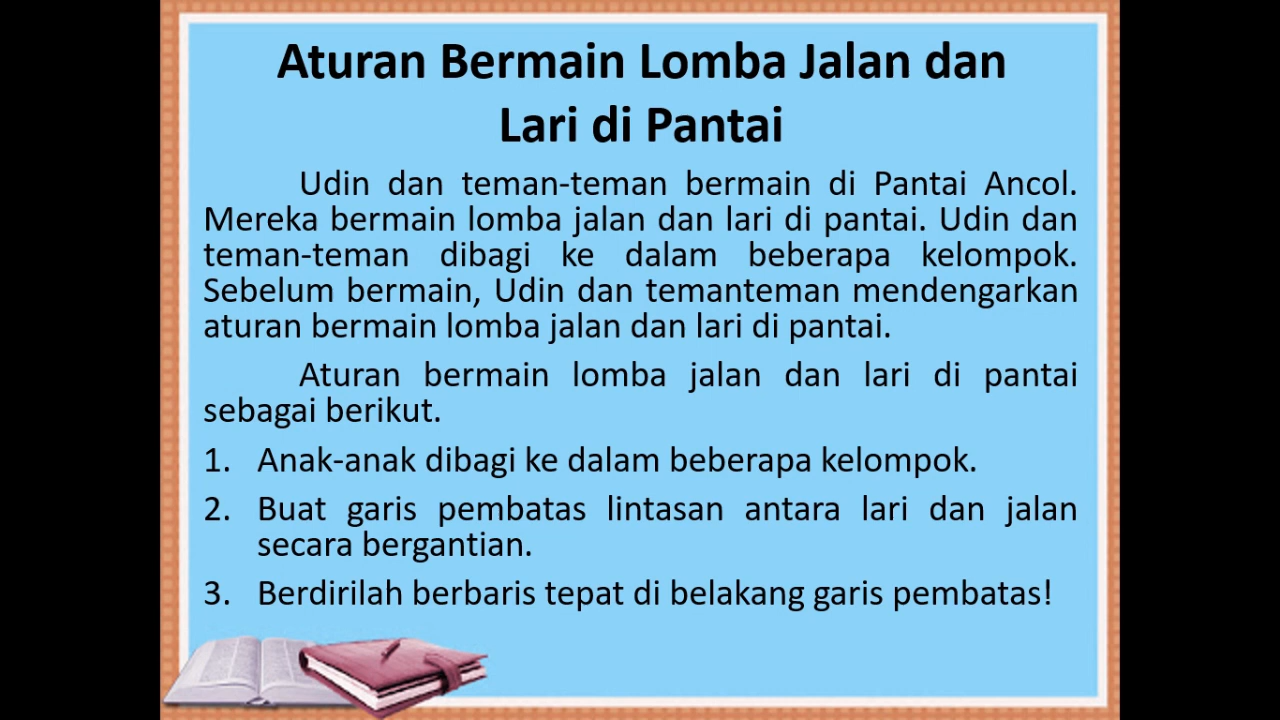 Aturan Bermain Lomba Jalan dan
Lari di Pantai
Udin dan teman-teman bermain di Pantai Ancol.
Mereka bermain lomba jalan dan lari di pantai. Udin dan
teman-teman dibagi ke dalam beberapa kelompok.
Sebelum bermain, Udin dan temanteman mendengarkan
aturan bermain lomba jalan dan lari di pantai.
Aturan bermain lomba jalan dan lari di pantai
sebagai berikut.
1. Anak-anak dibagi ke dalam beberapa kelompok.
2. Buat garis pembatas lintasan antara lari dan jalan
secara bergantian.
3. Berdirilah berbaris tepat di belakang garis pembatas!